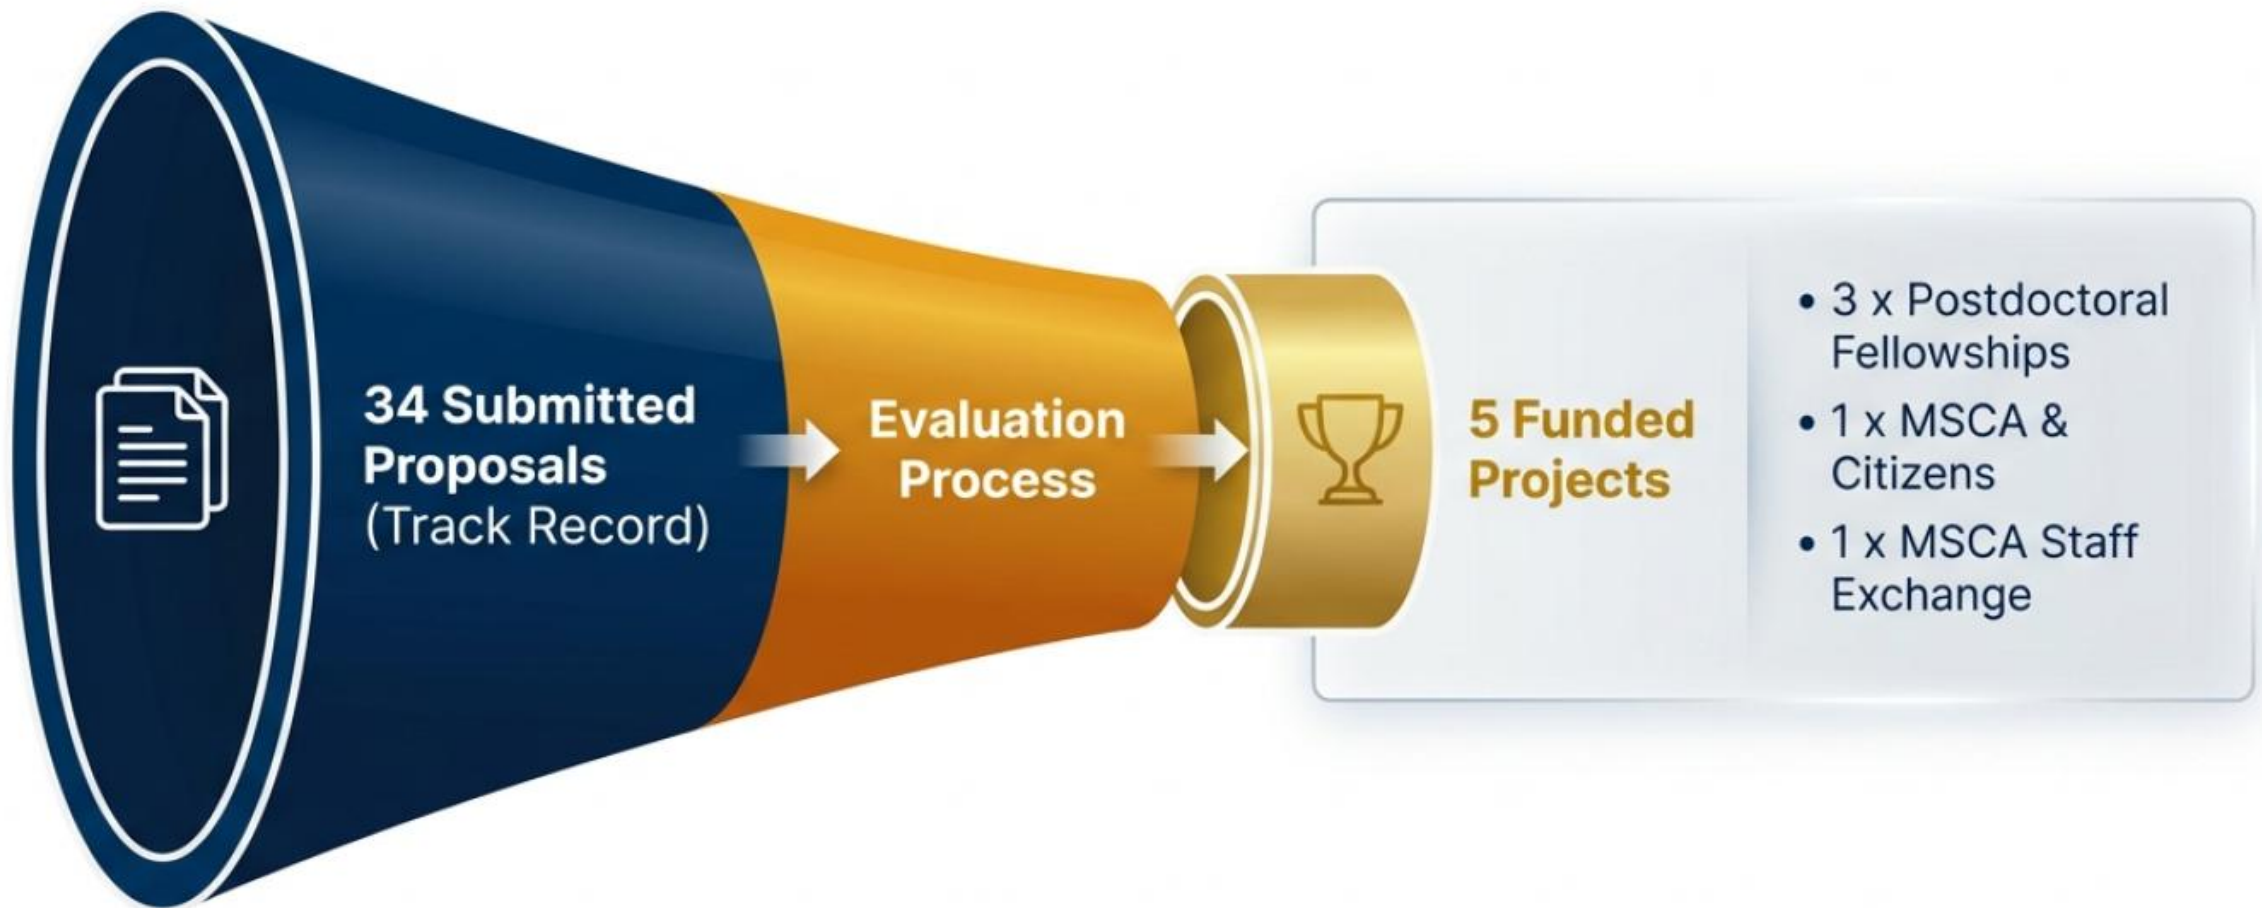 34 Submitted
Proposals
(Track Record)
Evaluation
Process
5 Funded
Projects
• 3 x Postdoctoral
Fellowships
• 1 x MSCA &
Citizens
• 1 x MSCA Staff
Exchange